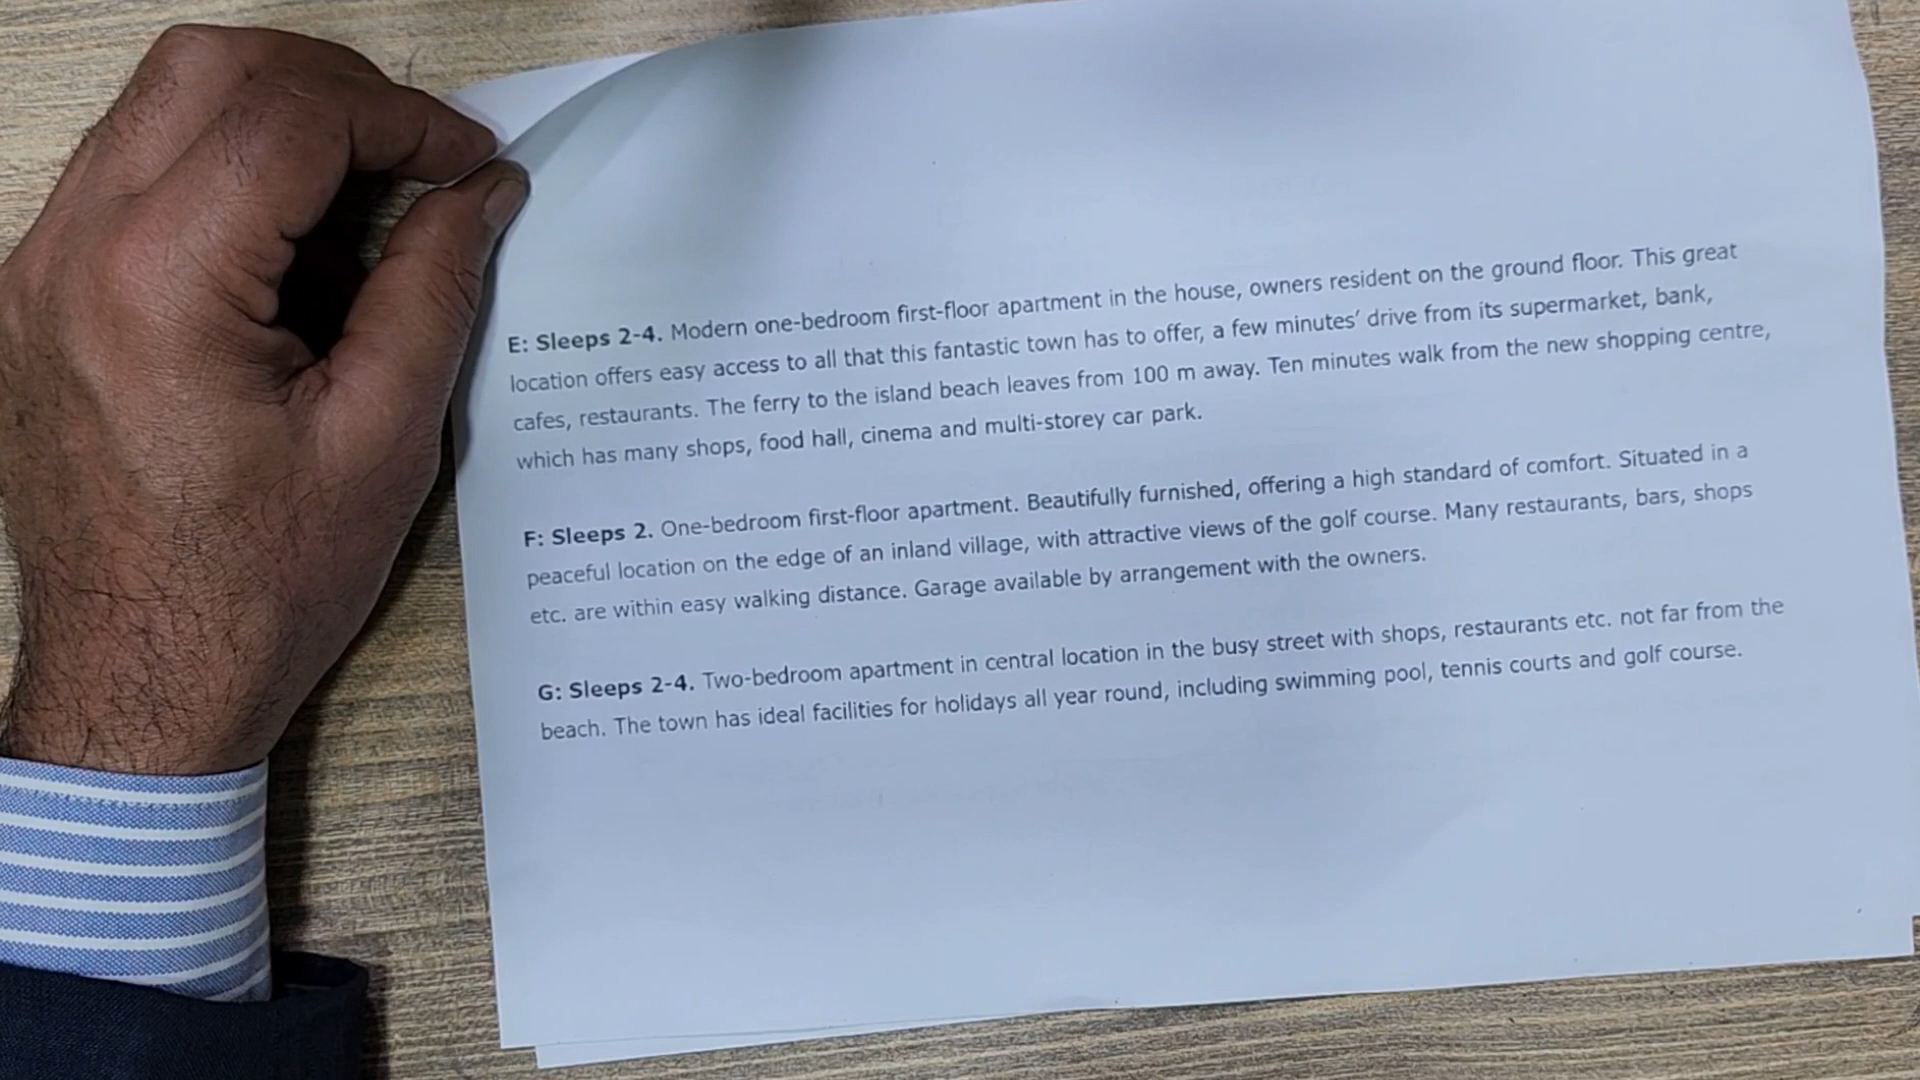 E: Sleeps 2-4. Modern one-bedroom first-floor apartment in the house, owners resident on the ground floor. This great
location offers easy access to all that this fantastic town has to offer, a few minutes’ drive from its supermarket, bank,
cafes, restaurants. The ferry to the island beach leaves from 100 m away. Ten minutes walk from the new shopping centre,
which has many shops, food hall, cinema and multi-storey car park.
F: Sleeps 2. One-bedroom first-floor apartment. Beautifully furnished, offering a high standard of comfort. Situated in a
peaceful location on the edge of an inland village, with attractive views of the golf course. Many restaurants, bars, shops
etc. are within easy walking distance. Garage available by arrangement with the owners.
G: Sleeps 2-4. Two-bedroom apartment in central location in the busy street with shops, restaurants etc. not far from the
beach. The town has ideal facilities for holidays all year round, including swimming pool, tennis courts and golf course.